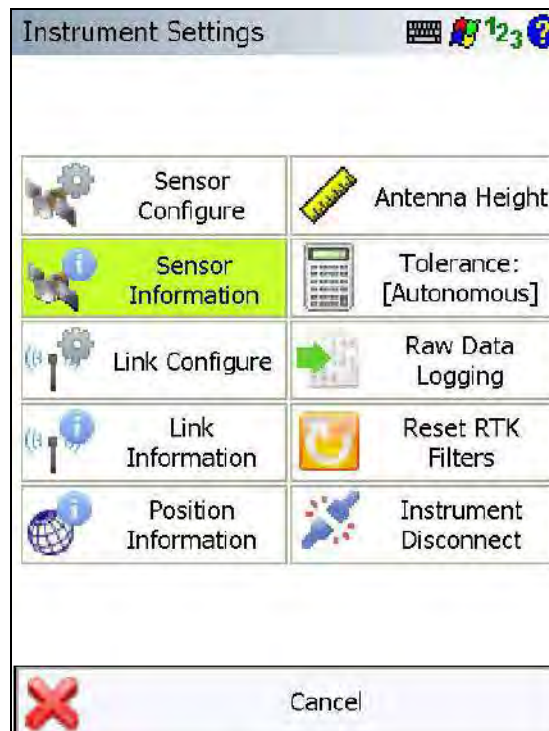 Instrument Settings
123
?
Sensor
Configure
Antenna Height
Sensor
Information
Tolerance:
[Autonomous]
Link Configure
Raw Data
Logging
Link
Information
Reset RTK
Filters
Position
Information
Instrument
Disconnect
Cancel